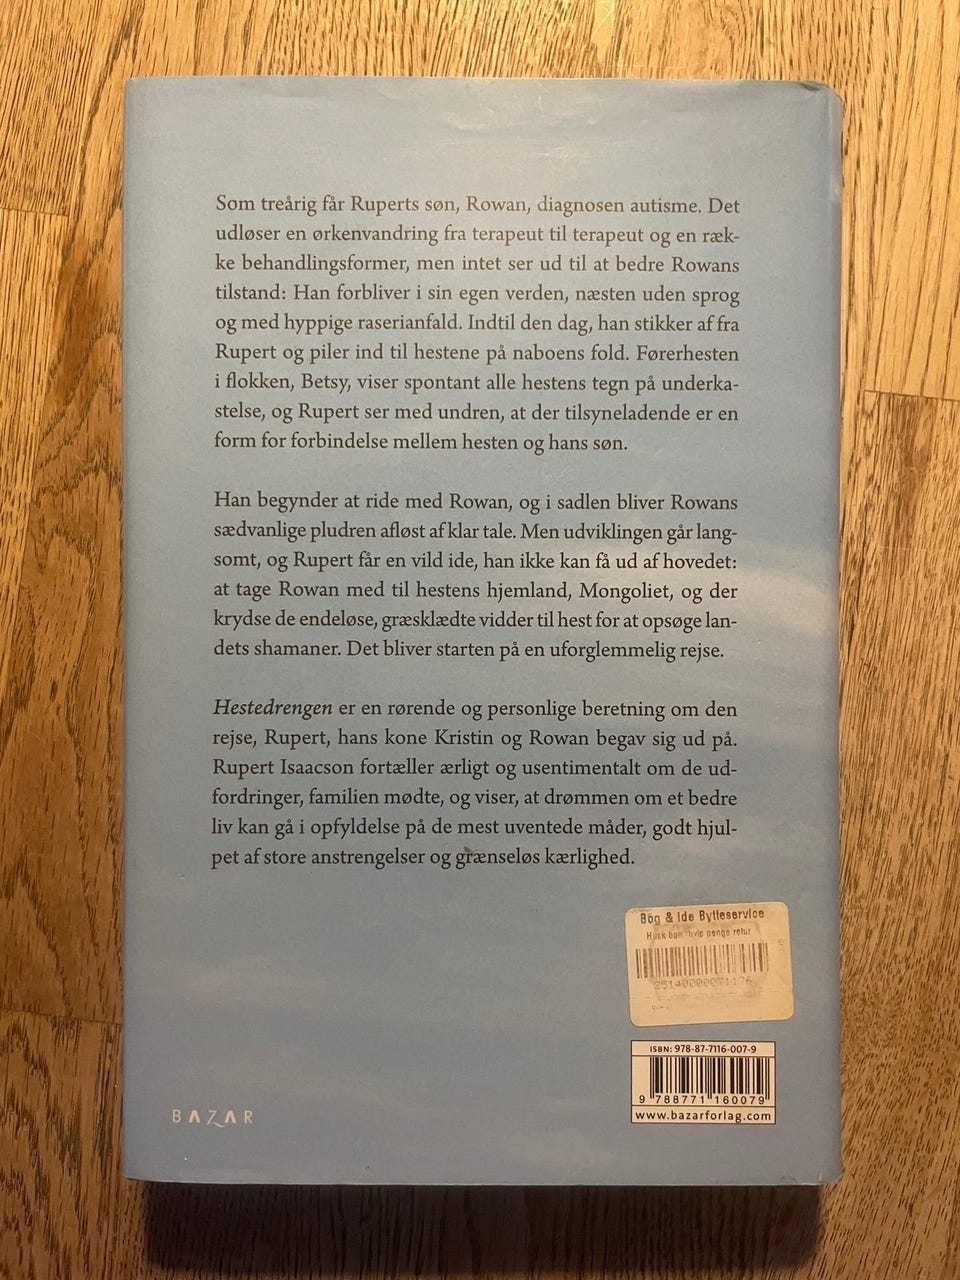 Som treårig får Ruperts søn, Rowan, diagnosen autisme. Det
udløser en ørkenvandring fra terapeut til terapeut og en ræk-
ke behandlingsformer, men intet ser ud til at bedre Rowans
tilstand: Han forbliver i sin egen verden, næsten uden sprog
og med hyppige raserianfald. Indtil den dag, han stikker af fra
Rupert og piler ind til hestene på naboens fold. Førerhesten
i flokken, Betsy, viser spontant alle hestens tegn på underka-
stelse, og Rupert ser med undren, at der tilsyneladende er en
form for forbindelse mellem hesten og hans søn.
Han begynder at ride med Rowan, og i sadlen bliver Rowans
sædvanlige pludren afløst af klar tale. Men udviklingen går lang-
somt, og Rupert får en vild ide, han ikke kan få ud af hovedet:
at tage Rowan med til hestens hjemland, Mongoliet, og der
krydse de endeløse, græsklædte vidder til hest for at opsøge lan-
dets shamaner. Det bliver starten på en uforglemmelig rejse.
Hestedrengen er en rørende og personlige beretning om den
rejse, Rupert, hans kone Kristin og Rowan begav sig ud på.
Rupert Isaacson fortæller ærligt og usentimentalt om de ud-
fordringer, familien mødte, og viser, at drømmen om et bedre
liv kan gå i opfyldelse på de mest uventede måder, godt hjul-
pet af store anstrengelser og grænseløs kærlighed.
Bog & Ide Bytteservice
Husk bon, hvis penge retur
ISBN: 978-87-7116-007-9
9 788771 160079
www.bazarforlag.com
BAZAR